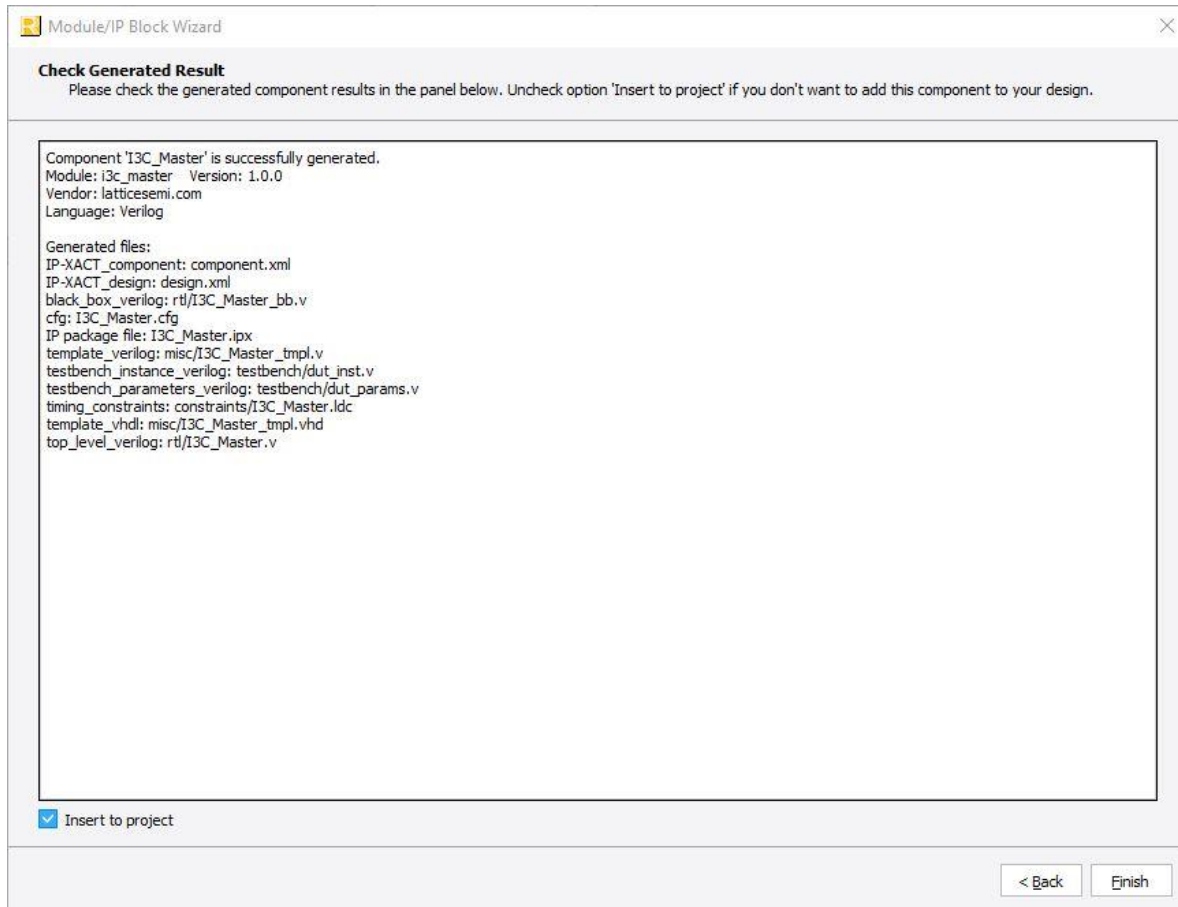 Module/IP Block Wizard
Check Generated Result
Please check the generated component results in the panel below. Uncheck option 'Insert to project' if you don't want to add this component to your design.
Component 'I3C_Master' is successfully generated.
Module: i3c_master Version: 1.0.0
Vendor: latticesemi.com
Language: Verilog
Generated files:
IP-XACT_component: component.xml
IP-XACT_design: design.xml
black_box_verilog: rtl/I3C_Master_bb.v
cfg: I3C_Master.cfg
IP package file: I3C_Master.ipx
template_verilog: misc/I3C_Master_tmpl.v
testbench_instance_verilog: testbench/dut_inst.v
testbench_parameters_verilog: testbench/dut_params.v
timing_constraints: constraints/I3C_Master.ldc
template_vhdl: misc/I3C_Master_tmpl.vhd
top_level_verilog: rtl/I3C_Master.v
Insert to project
< Back Finish